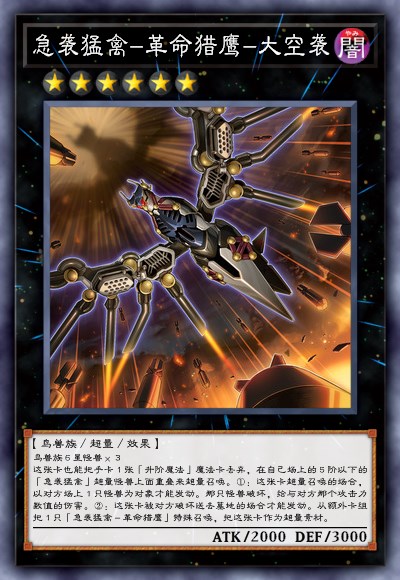 急袭猛禽-革命猎鹰-大空袭
闇
やみ
【鸟兽族/超量/效果】
鸟兽族6星怪兽×3
这张卡也能把手卡1张「升阶魔法」魔法卡丢弃，在自己场上的5阶以下的
「急袭猛禽」超量怪兽上面重叠来超量召唤。①：这张卡超量召唤的场合，
以对方场上1只怪兽为对象才能发动。那只怪兽破坏，给与对方那个攻击力
数值的伤害。②：这张卡被对方破坏送去墓地的场合才能发动。从额外卡组
把1只「急袭猛禽-革命猎鹰」特殊召唤，把这张卡作为超量素材。
ATK/2000 DEF/3000